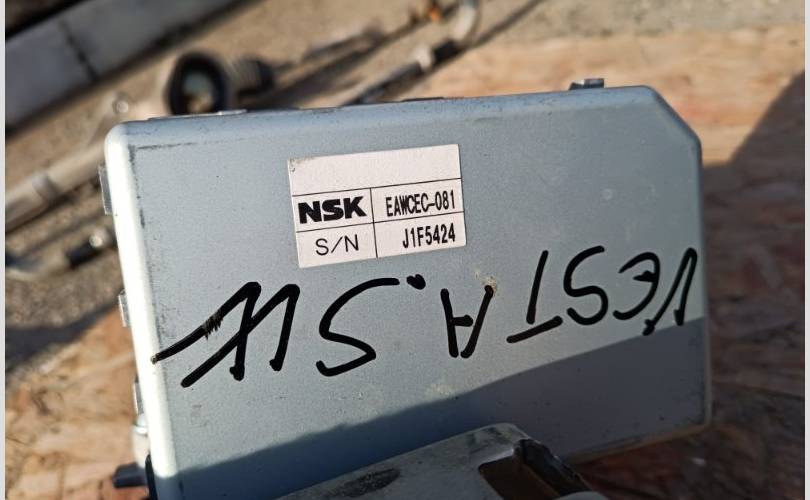 NSK EAWCEC-081
S/N J1F5424
VESTA.SW